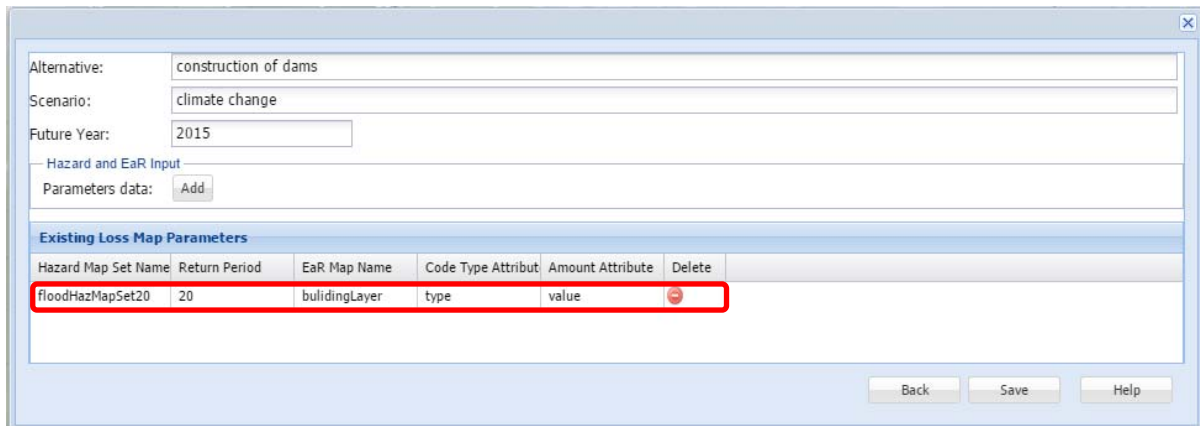 Alternative: construction of dams
Scenario: climate change
Future Year: 2015
Hazard and EaR Input
Parameters data: Add
Existing Loss Map Parameters
Hazard Map Set Name Return Period EaR Map Name Code Type Attribut Amount Attribute Delete
floodHazMapSet20 20 bulidingLayer type value
Back Save Help